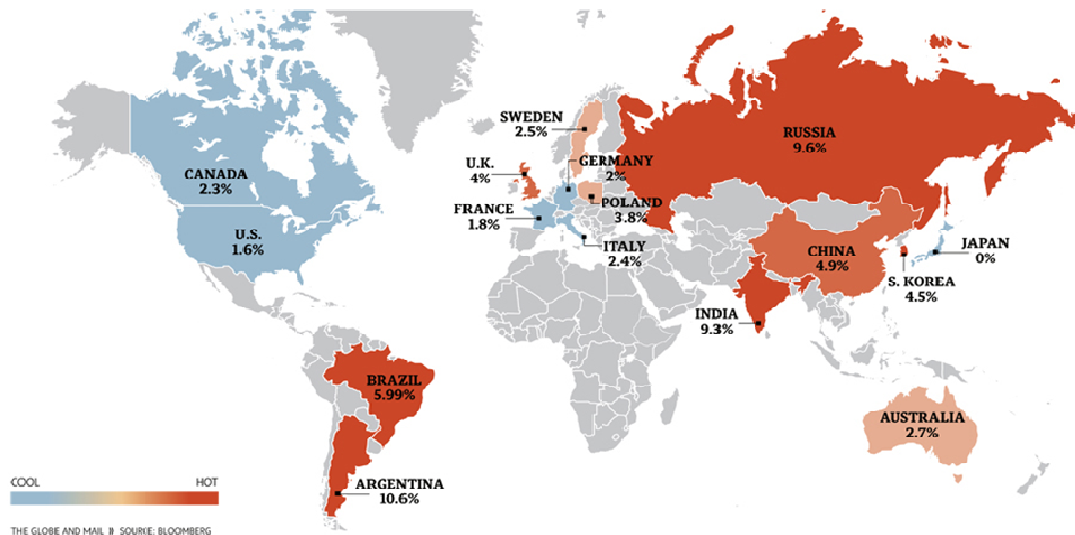 SWEDEN
2.5%
RUSSIA
9.6%
U.K.
4%
GERMANY
2%
CANADA
2.3%
POLAND
3.8%
FRANCE
1.8%
U.S.
1.6%
ITALY
2.4%
CHINA
4.9%
JAPAN
0%
S. KOREA
4.5%
INDIA
9.3%
BRAZIL
5.99%
AUSTRALIA
2.7%
ARGENTINA
10.6%
COOL
HOT
THE GLOBE AND MAIL SOURCE: BLOOMBERG